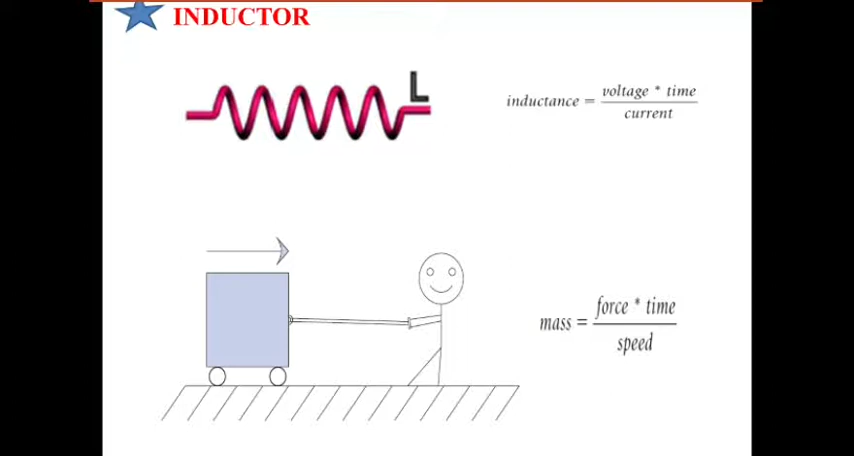 INDUCTOR
L
inductance = voltage * time
current
mass = force * time
speed